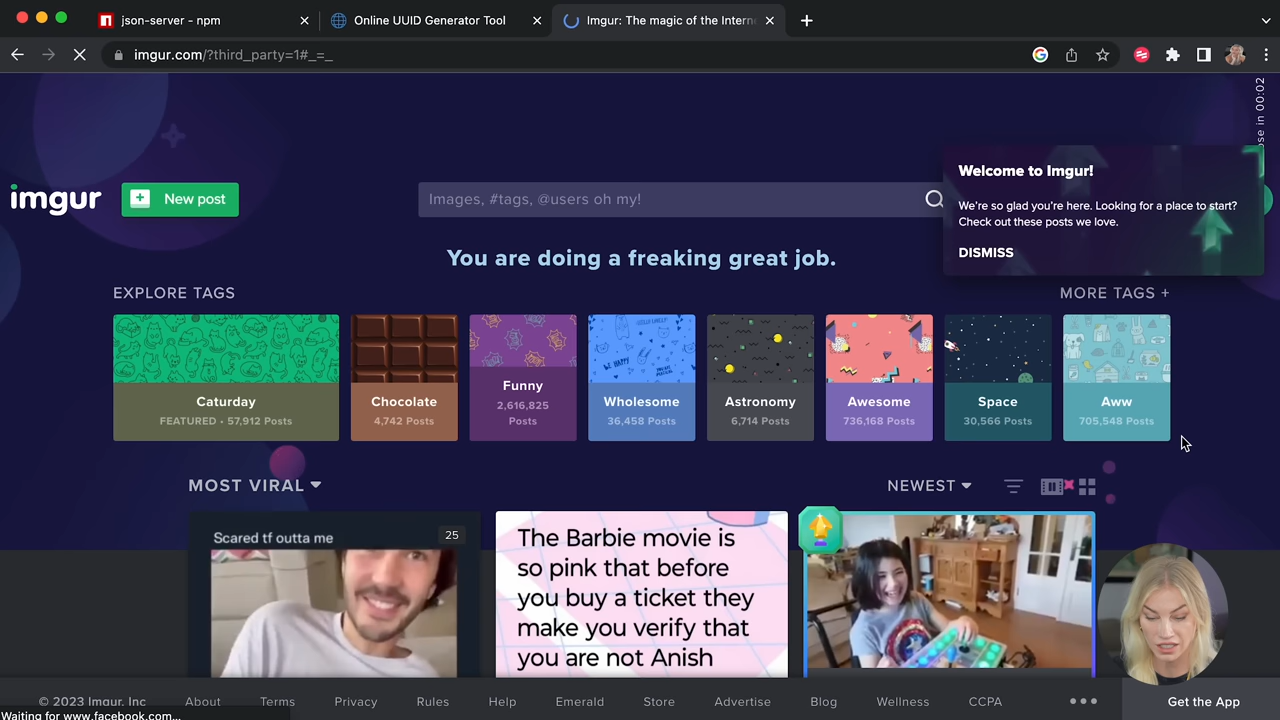 json-server - npm
Online UUID Generator Tool
Imgur: The magic of the Intern
imgur.com/?third_party=1#_=_
ose in 00:02
imgur
New post
Images, #tags, @users oh my!
Welcome to Imgur!
We're so glad you're here. Looking for a place to start?
Check out these posts we love.
DISMISS
You are doing a freaking great job.
EXPLORE TAGS
MORE TAGS +
Caturday
FEATURED • 57,912 Posts
Chocolate
4,742 Posts
Funny
2,616,825
Posts
Wholesome
36,458 Posts
Astronomy
6,714 Posts
Awesome
736,168 Posts
Space
30,566 Posts
Aww
705,548 Posts
MOST VIRAL
NEWEST
Scared tf outta me
25
The Barbie movie is
so pink that before
you buy a ticket they
make you verify that
you are not Anish
© 2023 Imgur, Inc
About
Terms
Privacy
Rules
Help
Emerald
Store
Advertise
Blog
Wellness
CCPA
Get the App
Waiting for www.facebook.com...